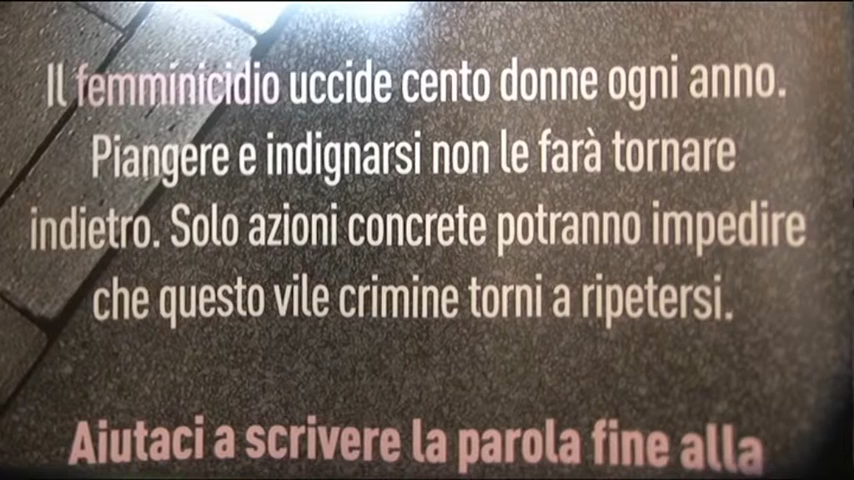 Il femminicidio uccide cento donne ogni anno.
Piangere e indignarsi non le farà tornare
indietro. Solo azioni concrete potranno impedire
che questo vile crimine torni a ripetersi.
Aiutaci a scrivere la parola fine alla